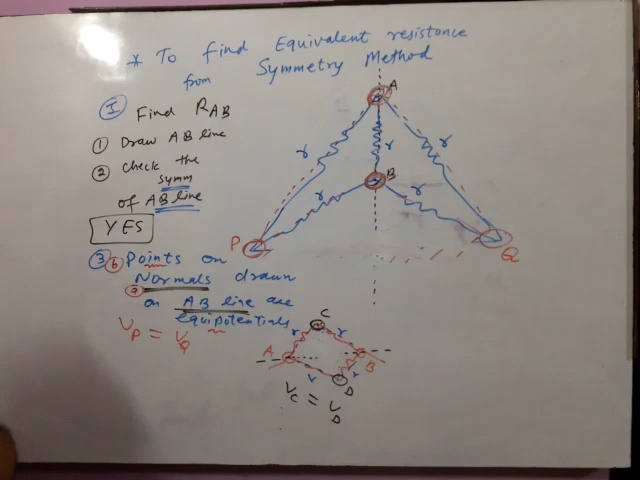 * To find Equivalent resistance
from Symmetry Method
I Find RAB
① Draw AB line
② Check the
symm
of AB line
YES
③ ⓑ Points on
ⓐ Normals drawn
on AB line are
equipotentials
VP = VQ
A
r
r
r
B
r
r
P
Q
C
r
r
A
B
r
r
D
VC = VD